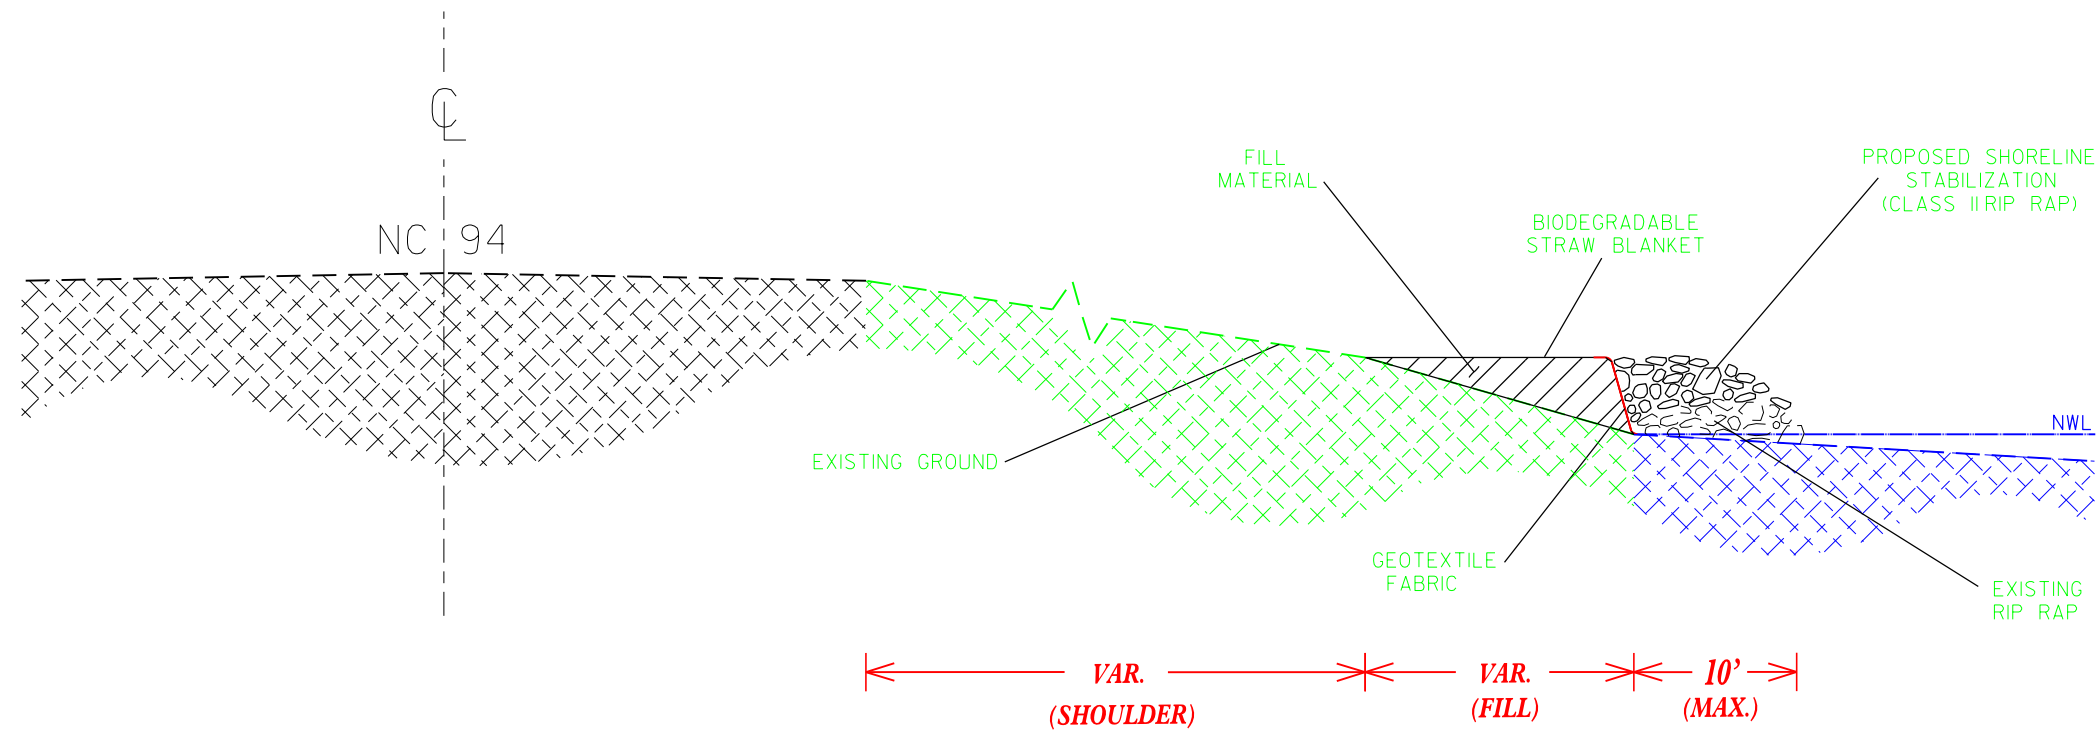 ℄
NC 94
FILL
MATERIAL
BIODEGRADABLE
STRAW BLANKET
PROPOSED SHORELINE
STABILIZATION
(CLASS II RIP RAP)
NWL
EXISTING GROUND
GEOTEXTILE
FABRIC
EXISTING
RIP RAP
VAR.
(SHOULDER)
VAR.
(FILL)
10'
(MAX.)